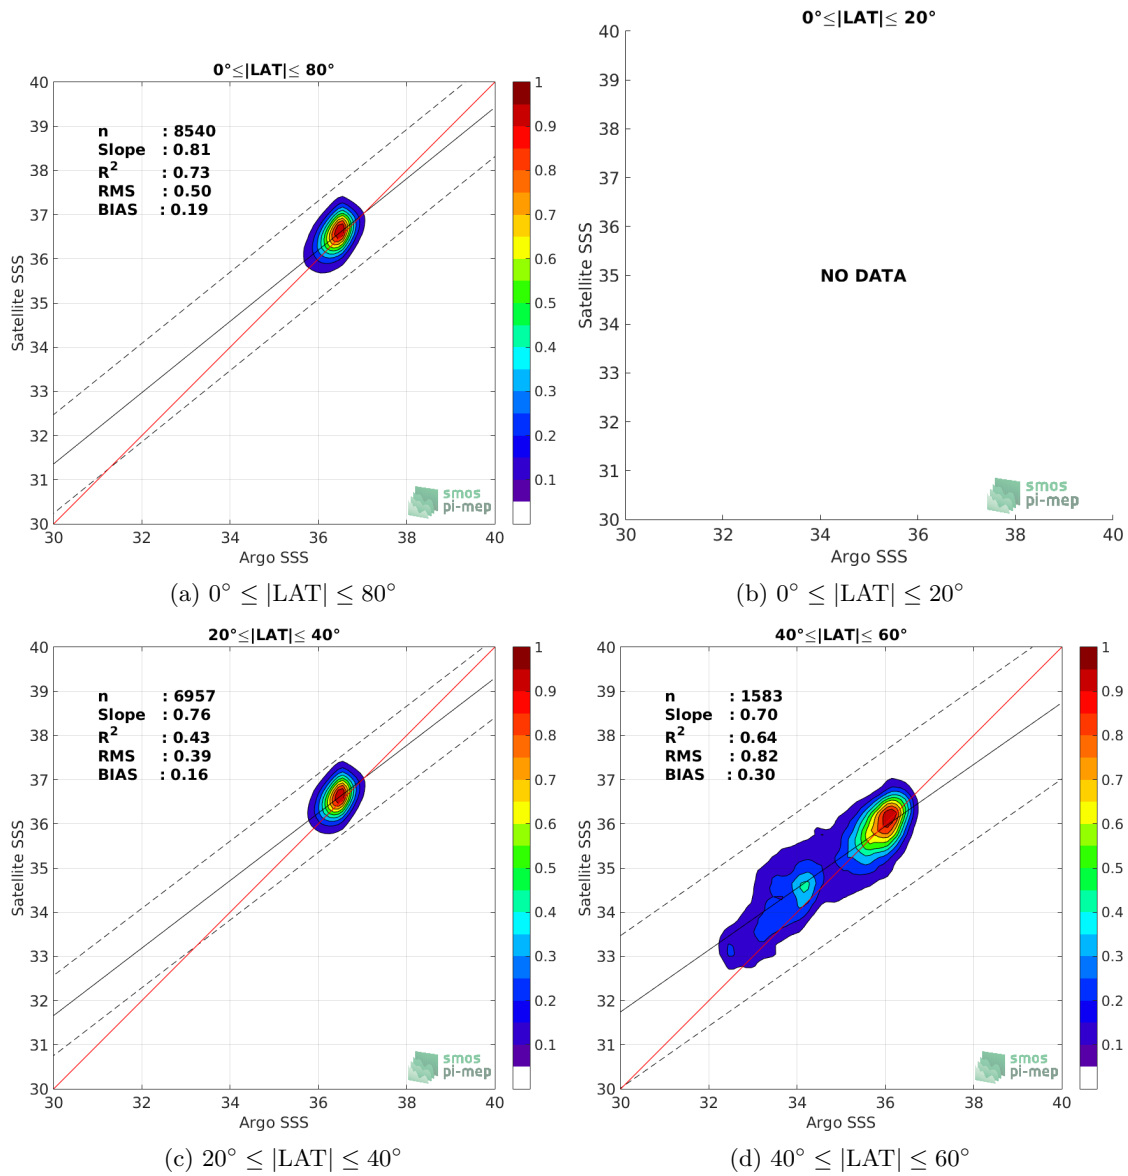 0°≤|LAT|≤ 80°
40
39
38
37
36
35
34
33
32
31
30
Satellite SSS
n : 8540
Slope : 0.81
R² : 0.73
RMS : 0.50
BIAS : 0.19
smos
pi-mep
30 32 34 36 38 40
Argo SSS
1
0.9
0.8
0.7
0.6
0.5
0.4
0.3
0.2
0.1
(a) 0° ≤ |LAT| ≤ 80°
0°≤|LAT|≤ 20°
40
39
38
37
36
35
34
33
32
31
30
Satellite SSS
NO DATA
smos
pi-mep
30 32 34 36 38 40
Argo SSS
(b) 0° ≤ |LAT| ≤ 20°
20°≤|LAT|≤ 40°
40
39
38
37
36
35
34
33
32
31
30
Satellite SSS
n : 6957
Slope : 0.76
R² : 0.43
RMS : 0.39
BIAS : 0.16
smos
pi-mep
30 32 34 36 38 40
Argo SSS
1
0.9
0.8
0.7
0.6
0.5
0.4
0.3
0.2
0.1
(c) 20° ≤ |LAT| ≤ 40°
40°≤|LAT|≤ 60°
40
39
38
37
36
35
34
33
32
31
30
Satellite SSS
n : 1583
Slope : 0.70
R² : 0.64
RMS : 0.82
BIAS : 0.30
smos
pi-mep
30 32 34 36 38 40
Argo SSS
1
0.9
0.8
0.7
0.6
0.5
0.4
0.3
0.2
0.1
(d) 40° ≤ |LAT| ≤ 60°